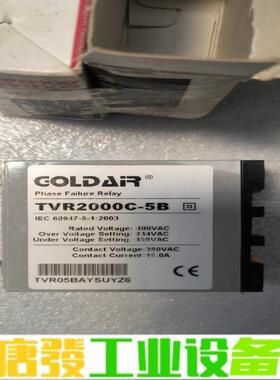 GOLDAIR®
Phase Failure Relay
TVR2000C-5B
IEC 60947-5-1:2003
Rated Voltage: 400VAC
Over Voltage Setting: 444VAC
Under Voltage Setting: 356VAC
Contact Voltage: 380VAC
Contact Current: 10.0A
TVR05BAYSUYZ6
CE
唐發工业设备